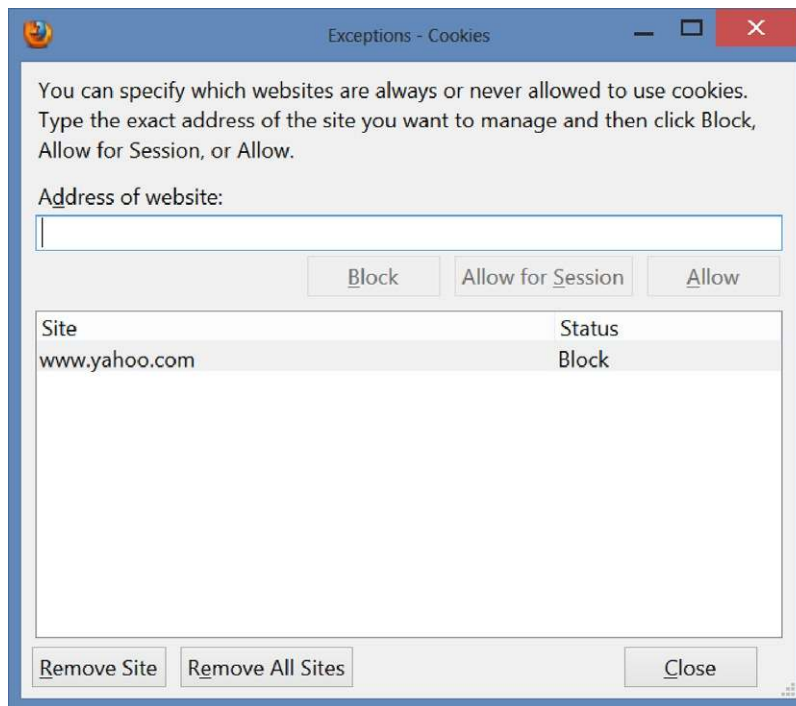 Exceptions - Cookies
You can specify which websites are always or never allowed to use cookies.
Type the exact address of the site you want to manage and then click Block,
Allow for Session, or Allow.
Address of website:
Block Allow for Session Allow
Site Status
www.yahoo.com Block
Remove Site Remove All Sites Close